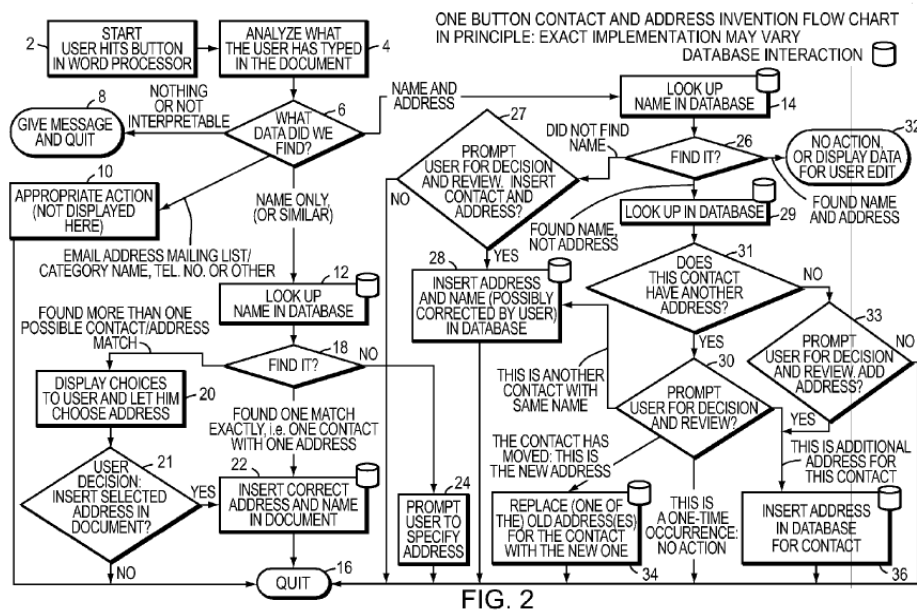 ONE BUTTON CONTACT AND ADDRESS INVENTION FLOW CHART
IN PRINCIPLE: EXACT IMPLEMENTATION MAY VARY
DATABASE INTERACTION
2
START
USER HITS BUTTON
IN WORD PROCESSOR
ANALYZE WHAT
THE USER HAS TYPED
IN THE DOCUMENT
4
8
GIVE MESSAGE
AND QUIT
NOTHING
OR NOT
INTERPRETABLE
6
WHAT
DATA DID WE
FIND?
NAME AND
ADDRESS
10
APPROPRIATE ACTION
(NOT DISPLAYED
HERE)
EMAIL ADDRESS MAILING LIST/
CATEGORY NAME, TEL. NO. OR OTHER
NAME ONLY,
(OR SIMILAR)
12
LOOK UP
NAME IN DATABASE
FOUND MORE THAN ONE
POSSIBLE CONTACT/ADDRESS
MATCH
18
FIND IT?
NO
DISPLAY CHOICES
TO USER AND LET HIM
CHOOSE ADDRESS
20
FOUND ONE MATCH
EXACTLY, i.e. ONE CONTACT
WITH ONE ADDRESS
21
USER
DECISION:
INSERT SELECTED
ADDRESS IN
DOCUMENT?
YES
NO
22
INSERT CORRECT
ADDRESS AND NAME
IN DOCUMENT
24
PROMPT
USER TO
SPECIFY
ADDRESS
16
QUIT
LOOK UP
NAME IN DATABASE
14
26
FIND IT?
DID NOT FIND
NAME
32
NO ACTION,
OR DISPLAY DATA
FOR USER EDIT
FOUND NAME
AND ADDRESS
27
PROMPT
USER FOR DECISION
AND REVIEW. INSERT
CONTACT AND
ADDRESS?
NO
YES
FOUND NAME,
NOT ADDRESS
LOOK UP IN DATABASE
29
28
INSERT ADDRESS
AND NAME (POSSIBLY
CORRECTED BY USER)
IN DATABASE
31
DOES
THIS CONTACT
HAVE ANOTHER
ADDRESS?
NO
YES
33
PROMPT
USER FOR DECISION
AND REVIEW. ADD
ADDRESS?
NO
YES
30
PROMPT
USER FOR DECISION
AND REVIEW?
THIS IS ANOTHER
CONTACT WITH
SAME NAME
THE CONTACT HAS
MOVED: THIS IS
THE NEW ADDRESS
REPLACE (ONE OF
THE) OLD ADDRESS(ES)
FOR THE CONTACT
WITH THE NEW ONE
34
THIS IS
A ONE-TIME
OCCURRENCE:
NO ACTION
THIS IS ADDITIONAL
ADDRESS FOR
THIS CONTACT
INSERT ADDRESS
IN DATABASE
FOR CONTACT
36
FIG. 2